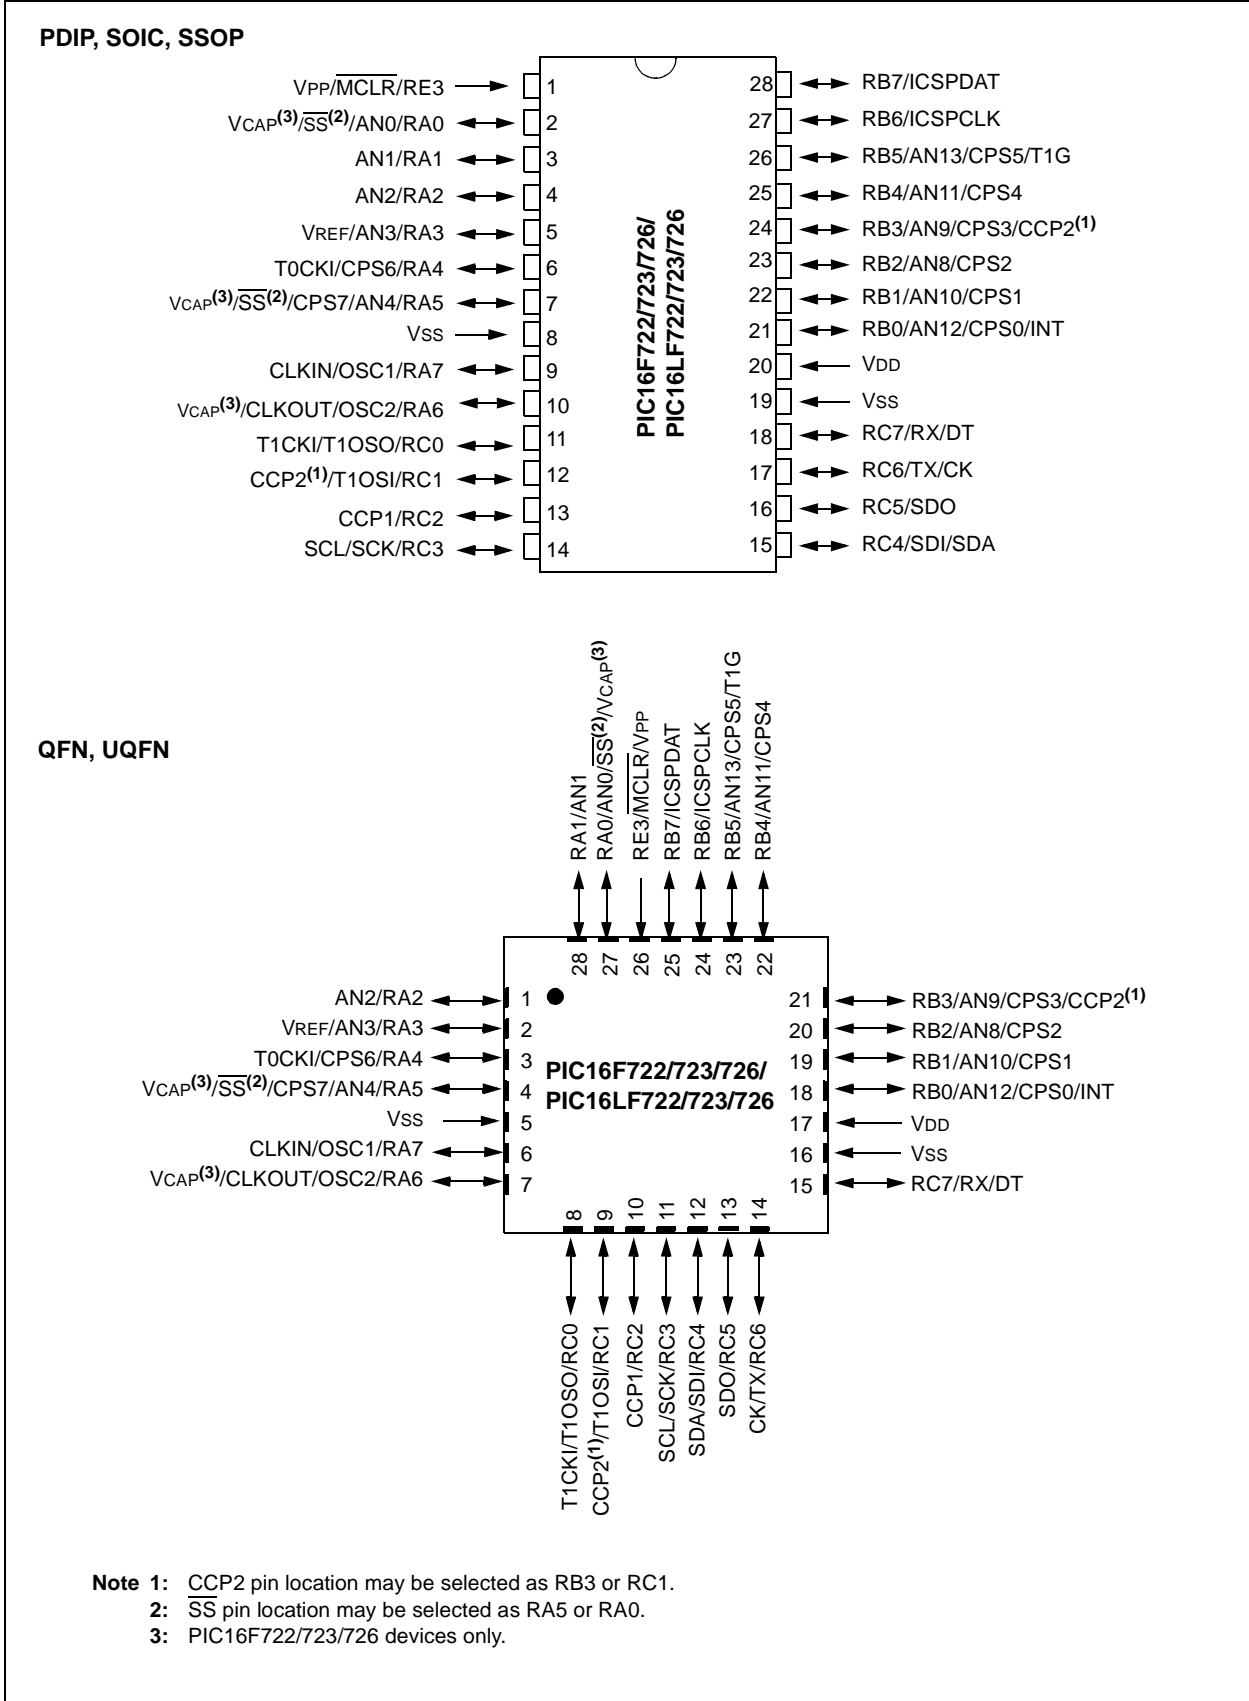 PDIP, SOIC, SSOP
VPP/MCLR/RE3 1 28 RB7/ICSPDAT
VCAP(3)/SS(2)/AN0/RA0 2 27 RB6/ICSPCLK
AN1/RA1 3 26 RB5/AN13/CPS5/T1G
AN2/RA2 4 25 RB4/AN11/CPS4
VREF/AN3/RA3 5 24 RB3/AN9/CPS3/CCP2(1)
T0CKI/CPS6/RA4 6 23 RB2/AN8/CPS2
VCAP(3)/SS(2)/CPS7/AN4/RA5 7 22 RB1/AN10/CPS1
VSS 8 21 RB0/AN12/CPS0/INT
CLKIN/OSC1/RA7 9 20 VDD
VCAP(3)/CLKOUT/OSC2/RA6 10 19 VSS
T1CKI/T1OSO/RC0 11 18 RC7/RX/DT
CCP2(1)/T1OSI/RC1 12 17 RC6/TX/CK
CCP1/RC2 13 16 RC5/SDO
SCL/SCK/RC3 14 15 RC4/SDI/SDA
PIC16F722/723/726/
PIC16LF722/723/726
QFN, UQFN
RA1/AN1
RA0/AN0/SS(2)/VCAP(3)
RE3/MCLR/VPP
RB7/ICSPDAT
RB6/ICSPCLK
RB5/AN13/CPS5/T1G
RB4/AN11/CPS4
28 27 26 25 24 23 22
AN2/RA2 1 21 RB3/AN9/CPS3/CCP2(1)
VREF/AN3/RA3 2 20 RB2/AN8/CPS2
T0CKI/CPS6/RA4 3 19 RB1/AN10/CPS1
VCAP(3)/SS(2)/CPS7/AN4/RA5 4 18 RB0/AN12/CPS0/INT
VSS 5 17 VDD
CLKIN/OSC1/RA7 6 16 VSS
VCAP(3)/CLKOUT/OSC2/RA6 7 15 RC7/RX/DT
PIC16F722/723/726/
PIC16LF722/723/726
8 9 10 11 12 13 14
T1CKI/T1OSO/RC0
CCP2(1)/T1OSI/RC1
CCP1/RC2
SCL/SCK/RC3
SDA/SDI/RC4
SDO/RC5
CK/TX/RC6
Note 1: CCP2 pin location may be selected as RB3 or RC1.
2: SS pin location may be selected as RA5 or RA0.
3: PIC16F722/723/726 devices only.